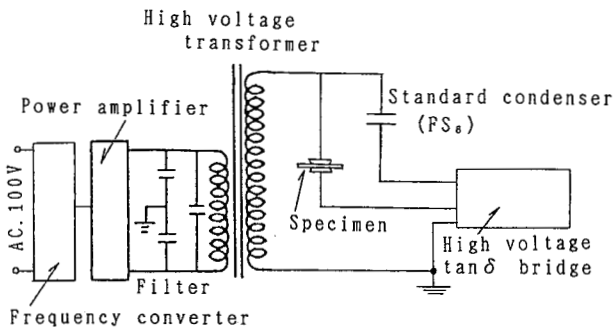 High voltage
transformer
Power amplifier
Standard condenser
(FS₆)
AC.100V
Specimen
High voltage
tanδ bridge
Filter
Frequency converter